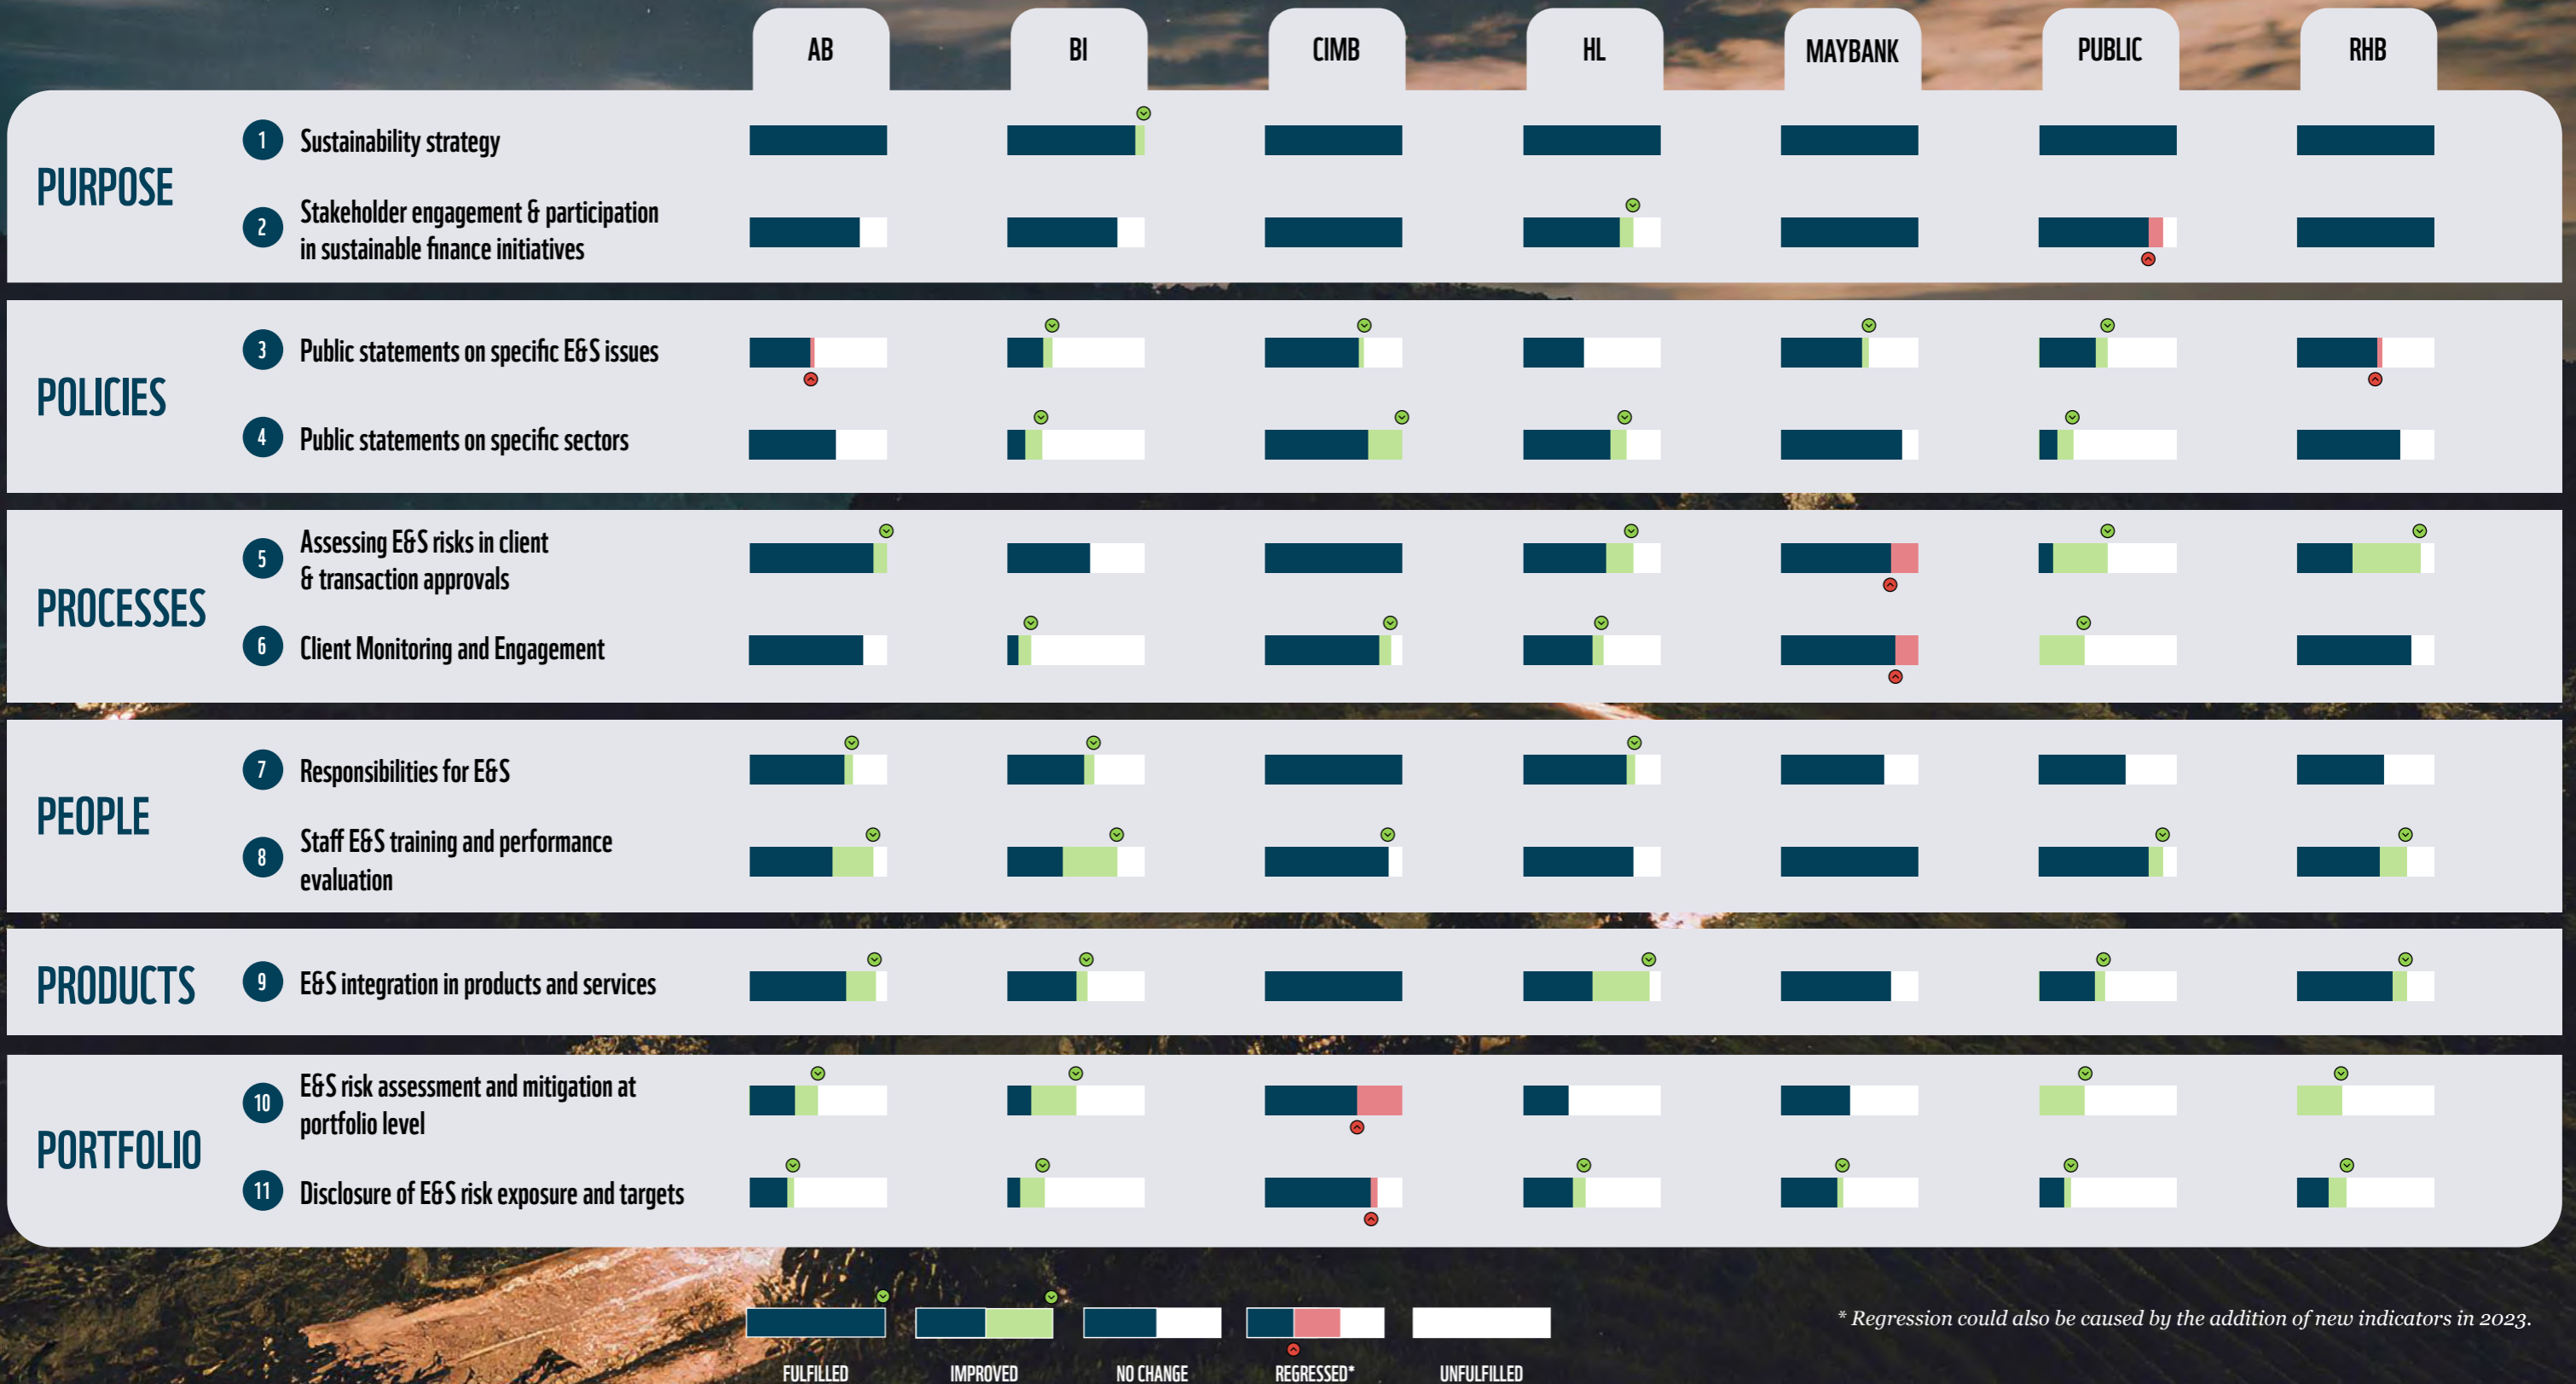 AB
BI
CIMB
HL
MAYBANK
PUBLIC
RHB
PURPOSE
1
Sustainability strategy
2
Stakeholder engagement & participation
in sustainable finance initiatives
POLICIES
3
Public statements on specific E&S issues
4
Public statements on specific sectors
PROCESSES
5
Assessing E&S risks in client
& transaction approvals
6
Client Monitoring and Engagement
PEOPLE
7
Responsibilities for E&S
8
Staff E&S training and performance
evaluation
PRODUCTS
9
E&S integration in products and services
PORTFOLIO
10
E&S risk assessment and mitigation at
portfolio level
11
Disclosure of E&S risk exposure and targets
FULFILLED
IMPROVED
NO CHANGE
REGRESSED*
UNFULFILLED
* Regression could also be caused by the addition of new indicators in 2023.